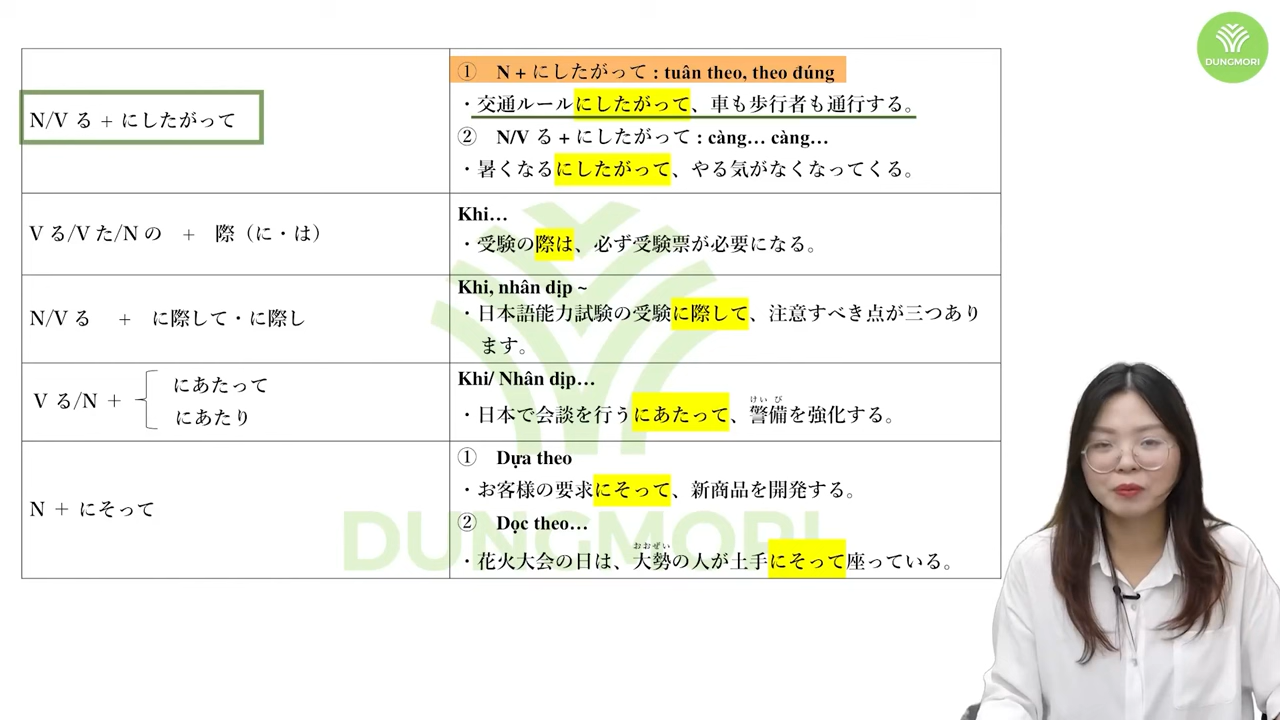 DUNGMORI
N/V る + にしたがって
① N + にしたがって : tuân theo, theo đúng
・交通ルールにしたがって、車も歩行者も通行する。
② N/V る + にしたがって : càng… càng…
・暑くなるにしたがって、やる気がなくなってくる。
V る/V た/N の + 際（に・は）
Khi…
・受験の際は、必ず受験票が必要になる。
N/V る + に際して・に際し
Khi, nhân dịp ~
・日本語能力試験の受験に際して、注意すべき点が三つあり
ます。
V る/N +
にあたって
にあたり
Khi/ Nhân dịp…
けいび
・日本で会談を行うにあたって、警備を強化する。
N + にそって
① Dựa theo
・お客様の要求にそって、新商品を開発する。
② Dọc theo…
おおぜい
・花火大会の日は、大勢の人が土手にそって座っている。
DUNGMORI